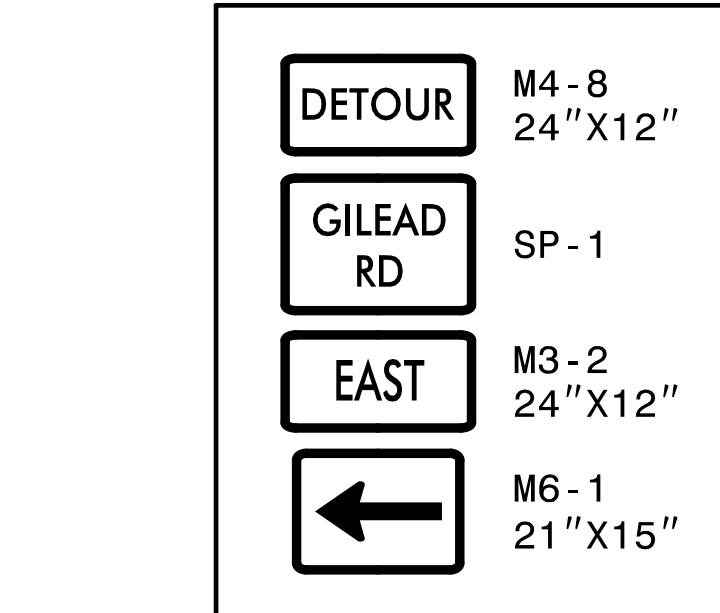 DETOUR
M4-8
24"X12"
GILEAD
RD
SP-1
EAST
M3-2
24"X12"
M6-1
21"X15"